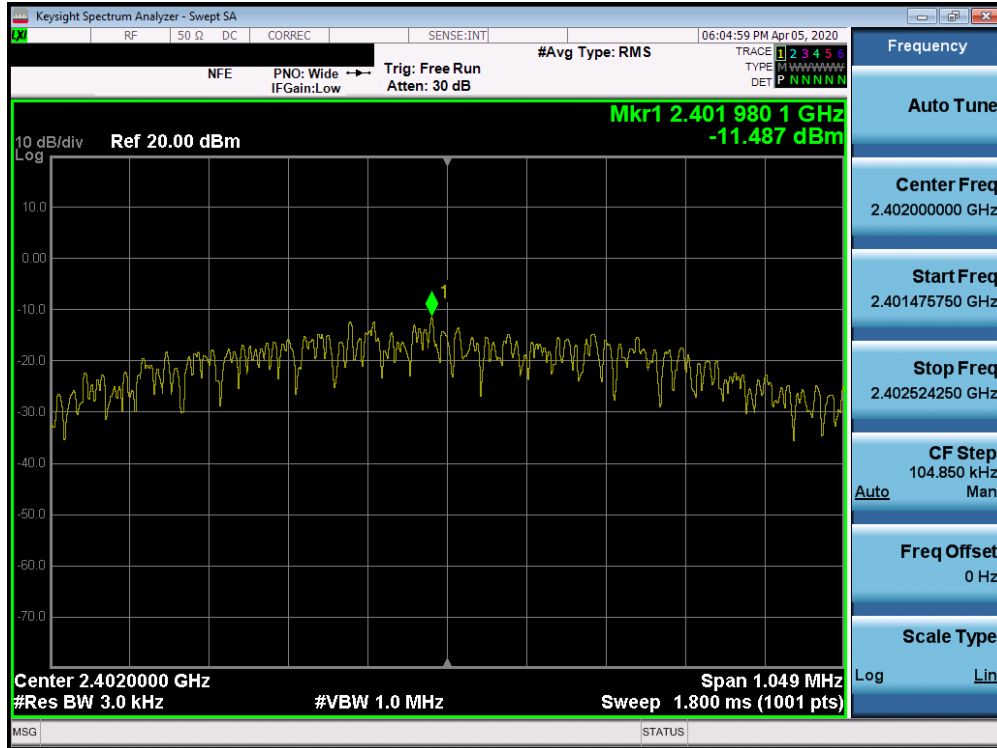 Keysight Spectrum Analyzer - Swept SA
LXI RF 50 Ω DC CORREC SENSE:INT 06:04:59 PM Apr 05, 2020
#Avg Type: RMS
TRACE 1 2 3 4 5 6
TYPE M WWWWW
DET P N N N N N
NFE
PNO: Wide
IFGain:Low
Trig: Free Run
Atten: 30 dB
Mkr1 2.401 980 1 GHz
-11.487 dBm
10 dB/div Ref 20.00 dBm
Log
10.0
0.00
1
-10.0
-20.0
-30.0
-40.0
-50.0
-60.0
-70.0
Center 2.4020000 GHz
Span 1.049 MHz
#Res BW 3.0 kHz
#VBW 1.0 MHz
Sweep 1.800 ms (1001 pts)
MSG
STATUS
Frequency
Auto Tune
Center Freq
2.402000000 GHz
Start Freq
2.401475750 GHz
Stop Freq
2.402524250 GHz
CF Step
104.850 kHz
Auto Man
Freq Offset
0 Hz
Scale Type
Log Lin